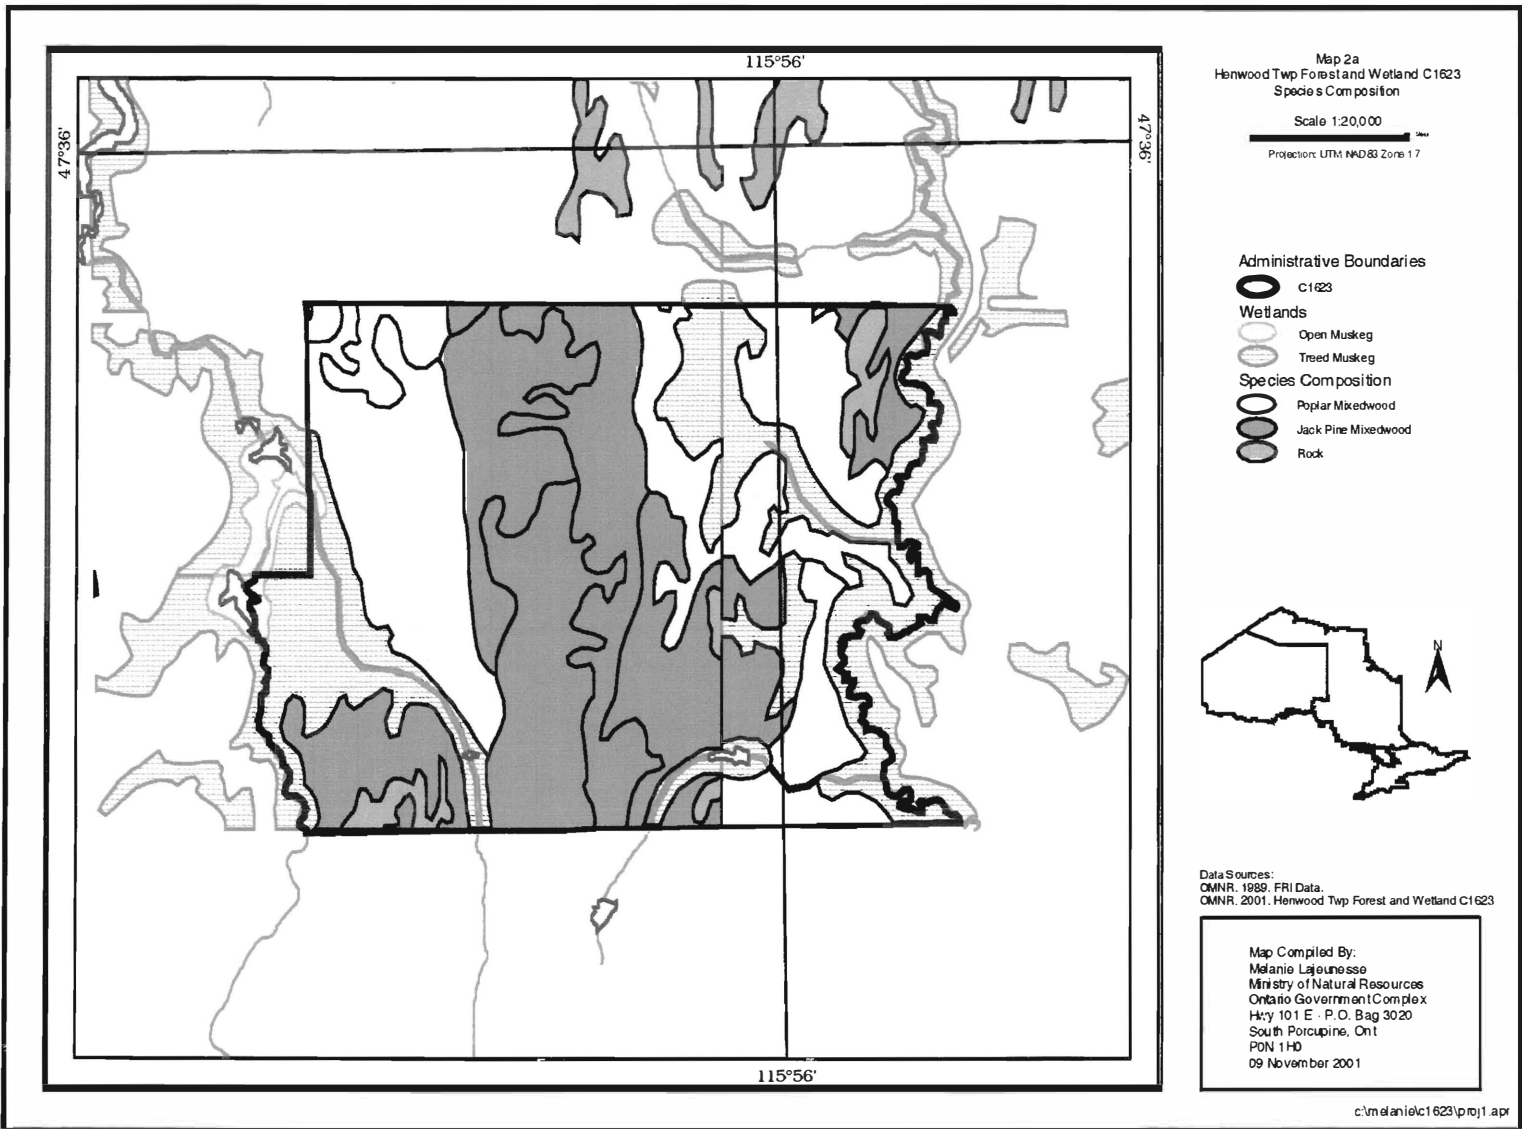 115°56'
47°36'
47°36'
115°56'
Map 2a
Henwood Twp Forest and Wetland C1623
Species Composition
Scale 1:20,000
Projection: UTM NAD83 Zone 17
Administrative Boundaries
C1623
Wetlands
Open Muskeg
Treed Muskeg
Species Composition
Poplar Mixedwood
Jack Pine Mixedwood
Rock
N
Data Sources:
OMNR. 1989. FRI Data.
OMNR. 2001. Henwood Twp Forest and Wetland C1623
Map Compiled By:
Melanie Lajeunesse
Ministry of Natural Resources
Ontario Government Complex
Hwy 101 E - P.O. Bag 3020
South Porcupine, Ont
P0N 1H0
09 November 2001
c:\melanie\c1623\proj1.apr